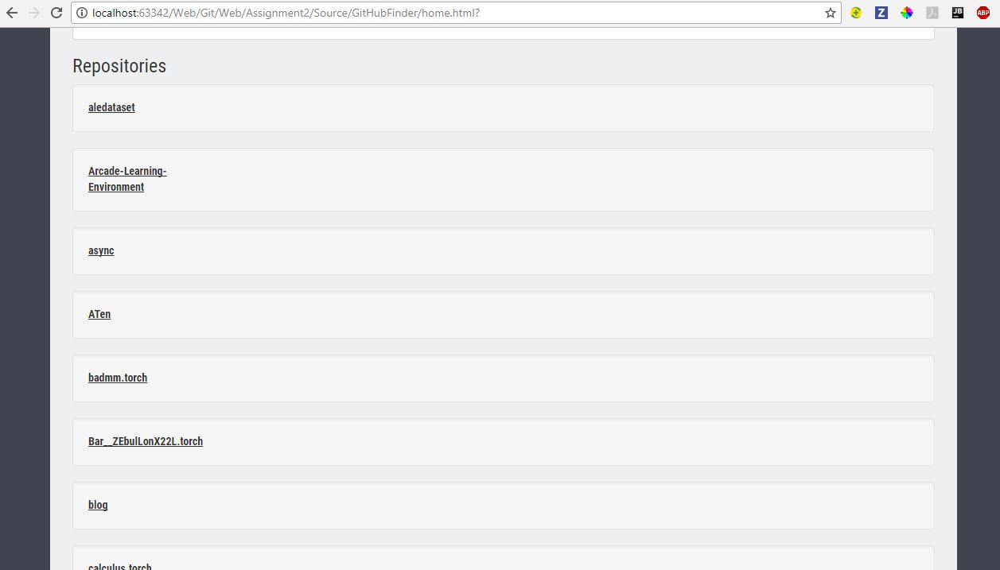 localhost:63342/Web/Git/Web/Assignment2/Source/GitHubFinder/home.html?
Z
JB
ABP
Repositories
aledataset
Arcade-Learning-
Environment
async
ATen
badmm.torch
Bar__ZEbulLonX22L.torch
blog
calculus.torch